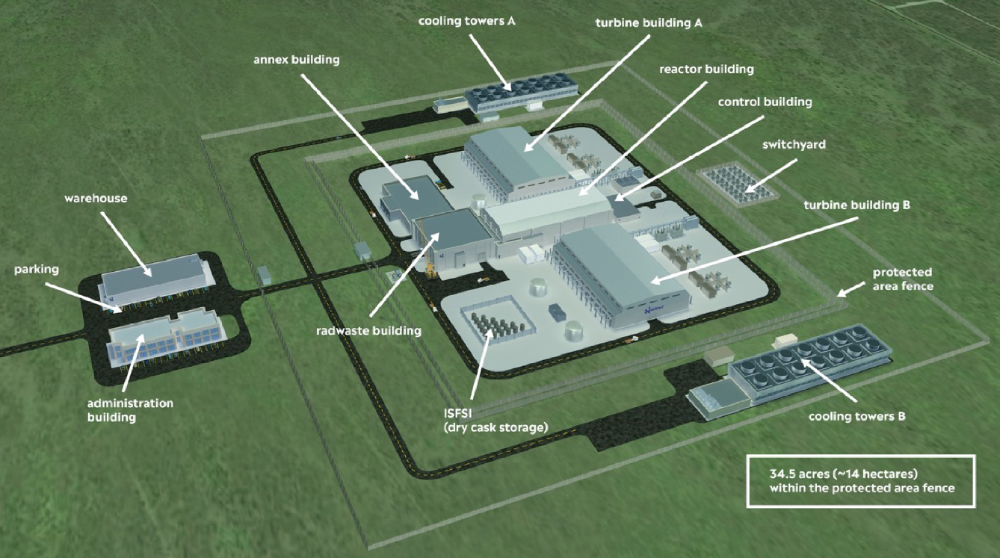 cooling towers A
turbine building A
annex building
reactor building
control building
switchyard
warehouse
turbine building B
parking
protected
area fence
radwaste building
administration
building
ISFSI
(dry cask storage)
cooling towers B
34.5 acres (~14 hectares)
within the protected area fence